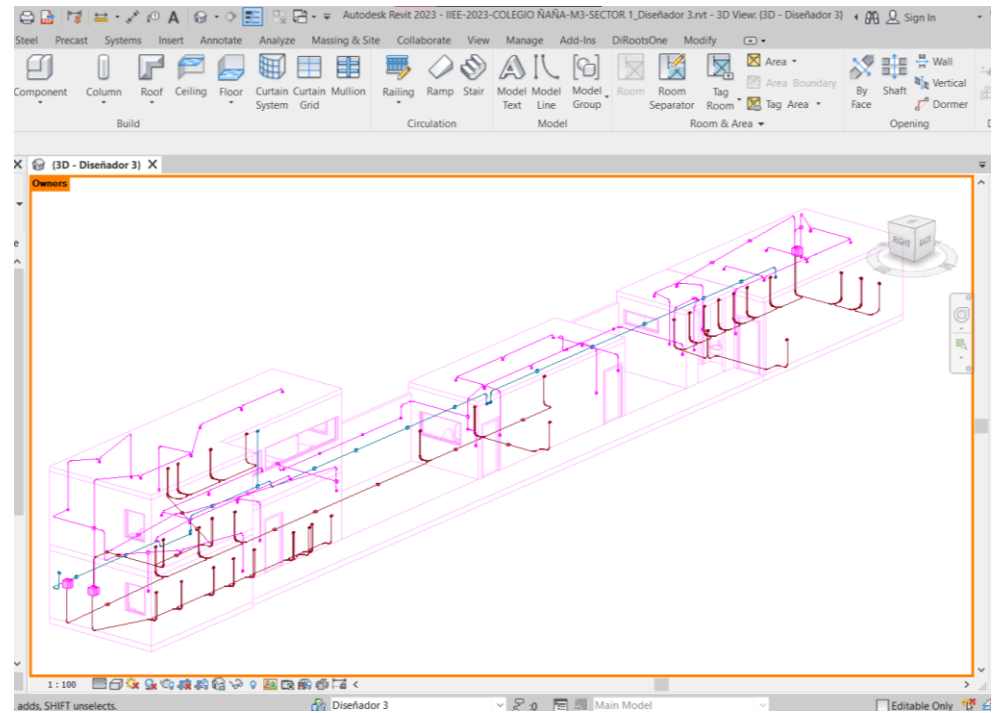 Autodesk Revit 2023 - IIEE-2023-COLEGIO ÑAÑA-M3-SECTOR 1_Diseñador 3.rvt - 3D View: {3D - Diseñador 3}
Sign In
Steel Precast Systems Insert Annotate Analyze Massing & Site Collaborate View Manage Add-Ins DiRootsOne Modify
Component Column Roof Ceiling Floor Curtain System Curtain Grid Mullion Railing Ramp Stair Model Text Model Line Model Group Room Room Separator Tag Room
Area
Area Boundary
Tag Area
By Face Shaft
Wall
Vertical
Dormer
Build Circulation Model Room & Area Opening
{3D - Diseñador 3}
Owners
RIGHT BACK
1 : 100
adds, SHIFT unselects. Diseñador 3 :0 Main Model Editable Only